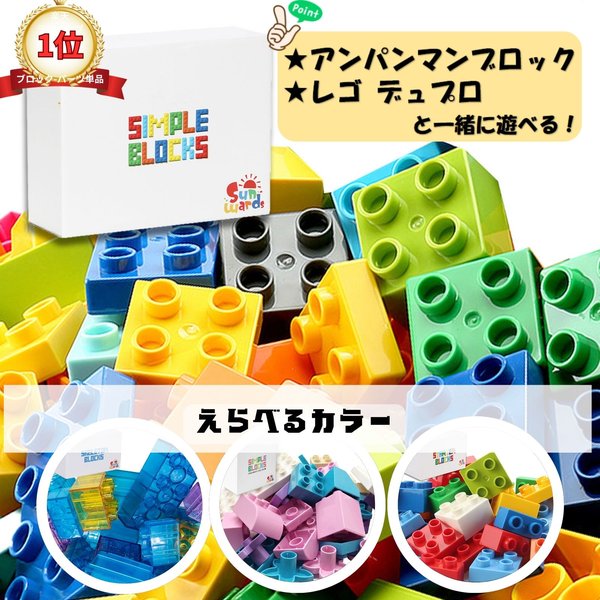 1位
ブロック・パーツ単品
Point
★アンパンマンブロック
★レゴ デュプロ
と一緒に遊べる！
SIMPLE
BLOCKS
Sun
wards
えらべるカラー
BLOCKS
SIMPLE
BLOCKS
SIMPLE
BLOCKS